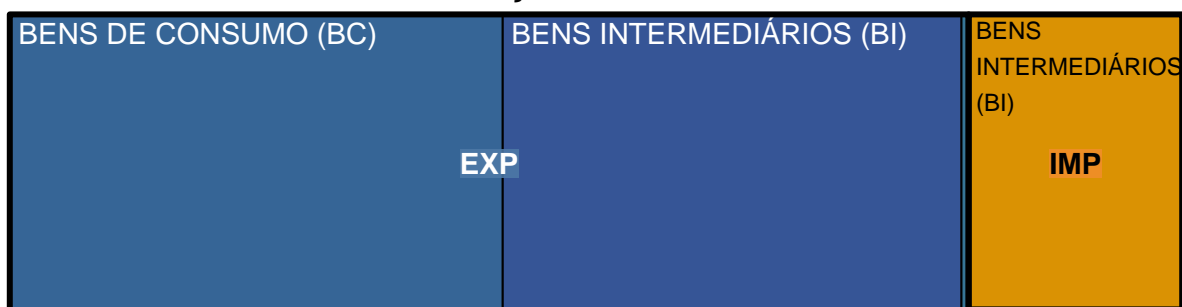 BENS DE CONSUMO (BC)
BENS INTERMEDIÁRIOS (BI)
BENS
INTERMEDIÁRIOS
(BI)
EXP
IMP